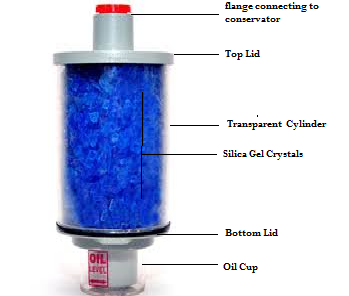 flange connecting to
conservator
Top Lid
Transparent Cylinder
Silica Gel Crystals
Bottom Lid
OIL
LEVEL
Oil Cup